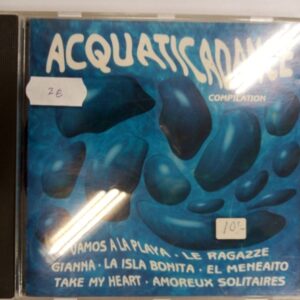 ACQUATICADANCE
COMPILATION
2€
10€
VAMOS A LA PLAYA · LE RAGAZZE
GIANNA · LA ISLA BONITA · EL MENEAITO
TAKE MY HEART · AMOREUX SOLITAIRES